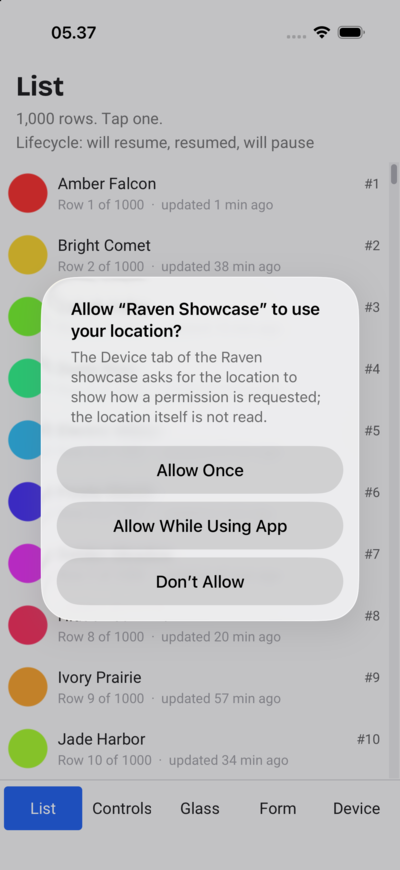 05.37
List
1,000 rows. Tap one.
Lifecycle: will resume, resumed, will pause
Amber Falcon
#1
Row 1 of 1000 · updated 1 min ago
Bright Comet
#2
Row 2 of 1000 · updated 38 min ago
#3
#4
#5
#6
#7
Allow “Raven Showcase” to use
your location?
The Device tab of the Raven
showcase asks for the location to
show how a permission is requested;
the location itself is not read.
Allow Once
Allow While Using App
Don’t Allow
#8
Row 8 of 1000 · updated 20 min ago
Ivory Prairie
#9
Row 9 of 1000 · updated 57 min ago
Jade Harbor
#10
Row 10 of 1000 · updated 34 min ago
List Controls Glass Form Device